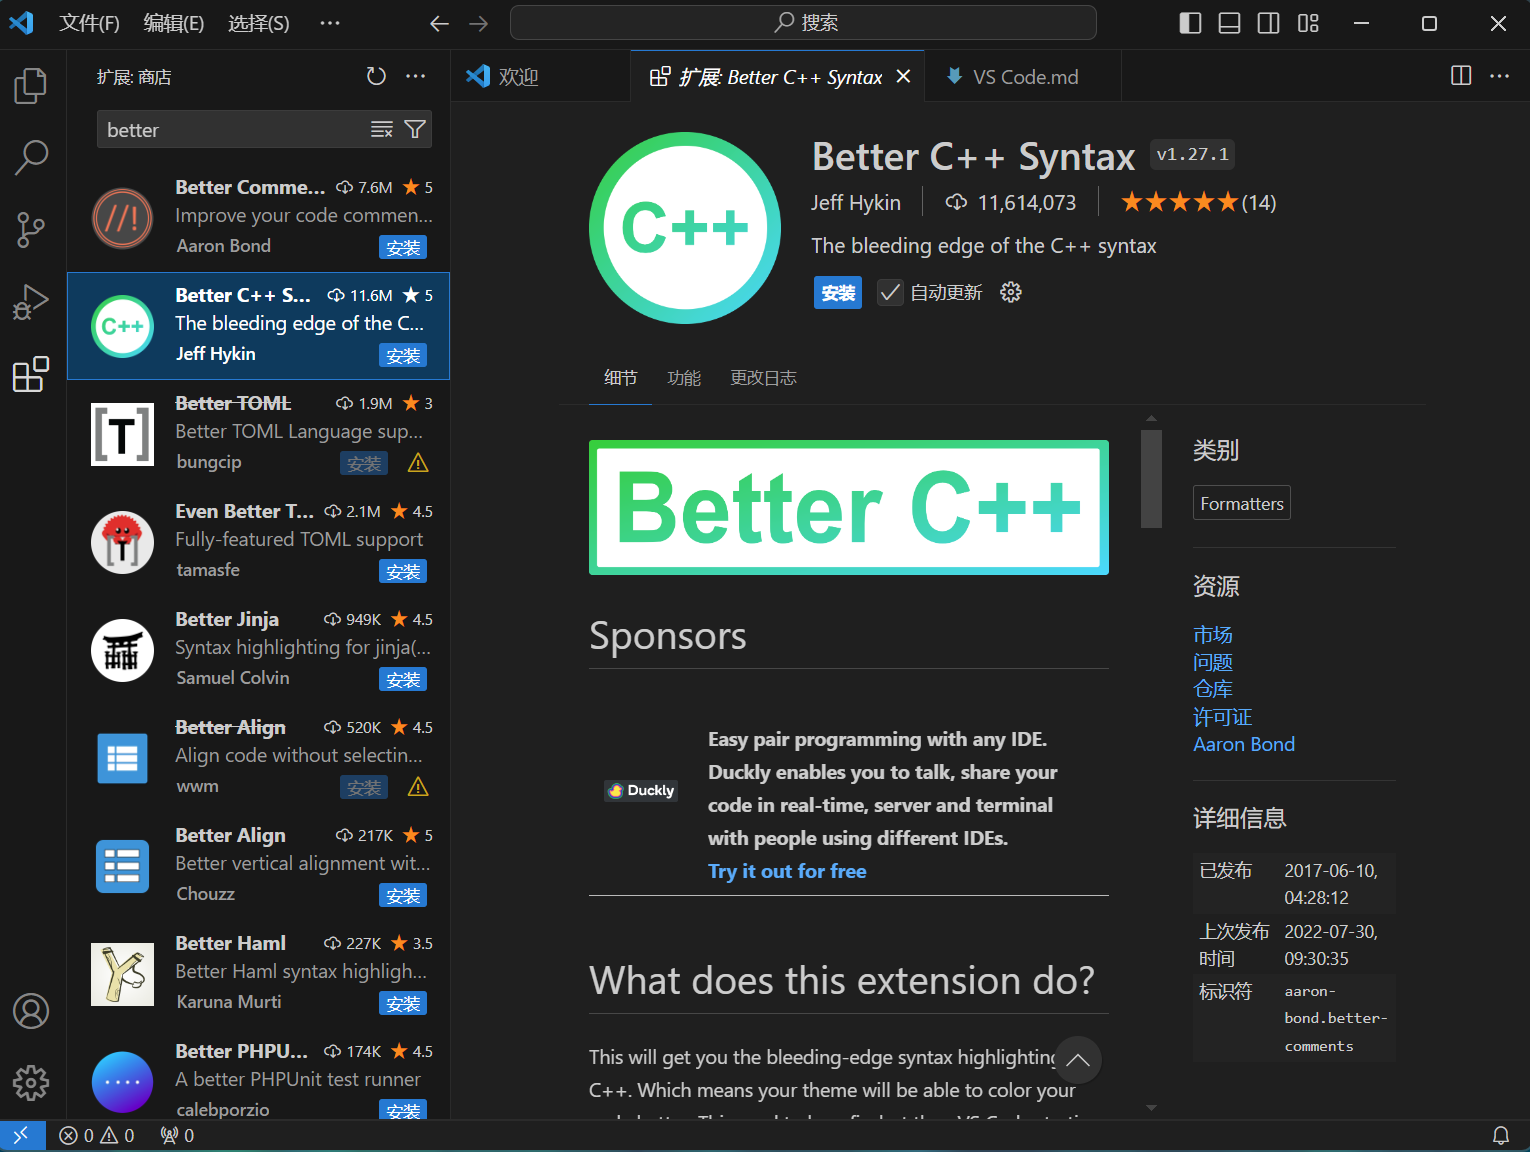 文件(F) 编辑(E) 选择(S) ··· 搜索
扩展: 商店
better
Better Comme... 7.6M 5
Improve your code commen...
Aaron Bond 安装
C++
Better C++ S... 11.6M 5
The bleeding edge of the C...
Jeff Hykin 安装
[T]
Better TOML 1.9M 3
Better TOML Language sup...
bungcip 安装
Even Better T... 2.1M 4.5
Fully-featured TOML support
tamasfe 安装
Better Jinja 949K 4.5
Syntax highlighting for jinja(...
Samuel Colvin 安装
Better Align 520K 4.5
Align code without selectin...
wwm 安装
Better Align 217K 5
Better vertical alignment wit...
Chouzz 安装
Better Haml 227K 3.5
Better Haml syntax highligh...
Karuna Murti 安装
Better PHPU... 174K 4.5
A better PHPUnit test runner
calebporzio 安装
欢迎 扩展: Better C++ Syntax VS Code.md
C++
Better C++ Syntax v1.27.1
Jeff Hykin 11,614,073 (14)
The bleeding edge of the C++ syntax
安装 自动更新
细节 功能 更改日志
Better C++
Sponsors
Duckly
Easy pair programming with any IDE.
Duckly enables you to talk, share your
code in real-time, server and terminal
with people using different IDEs.
Try it out for free
What does this extension do?
This will get you the bleeding-edge syntax highlighting
C++. Which means your theme will be able to color your
类别
Formatters
资源
市场
问题
仓库
许可证
Aaron Bond
详细信息
已发布 2017-06-10,
04:28:12
上次发布 2022-07-30,
时间 09:30:35
标识符 aaron-
bond.better-
comments
0 0 0